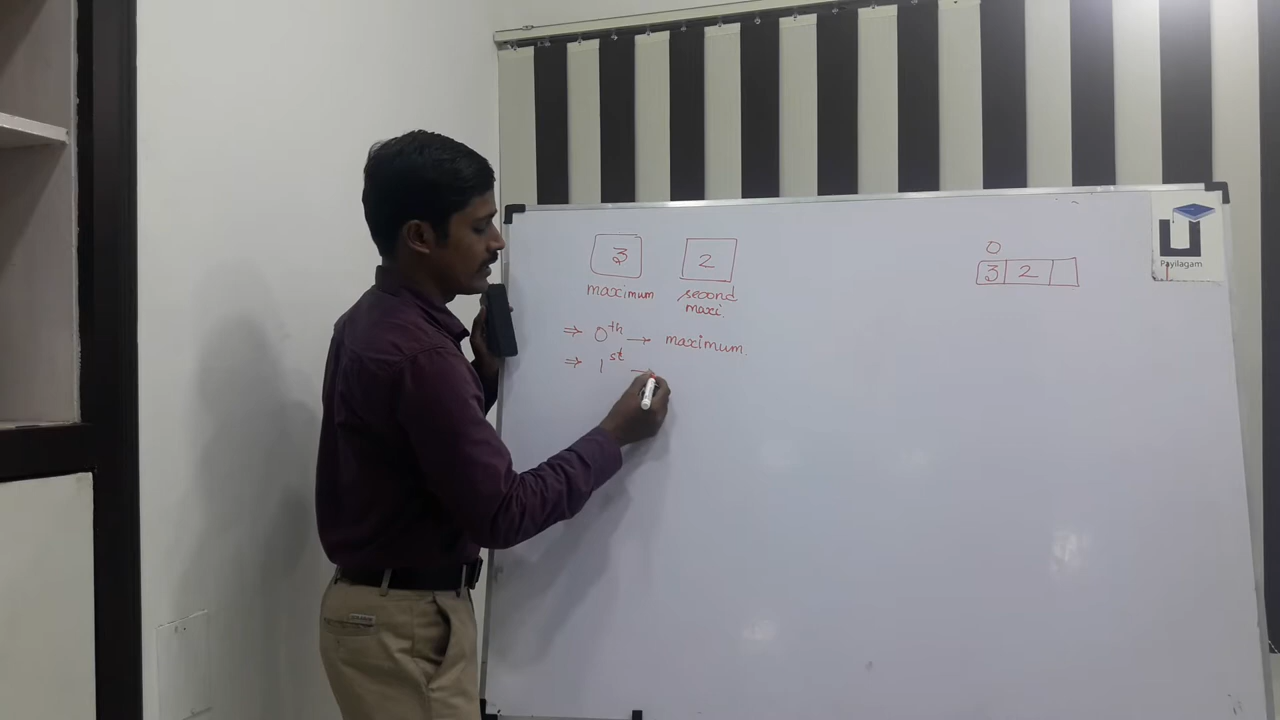 3 2
maximum second
maxi.
⇒ 0th → maximum.
⇒ 1st →
0
3 2
Payilagam